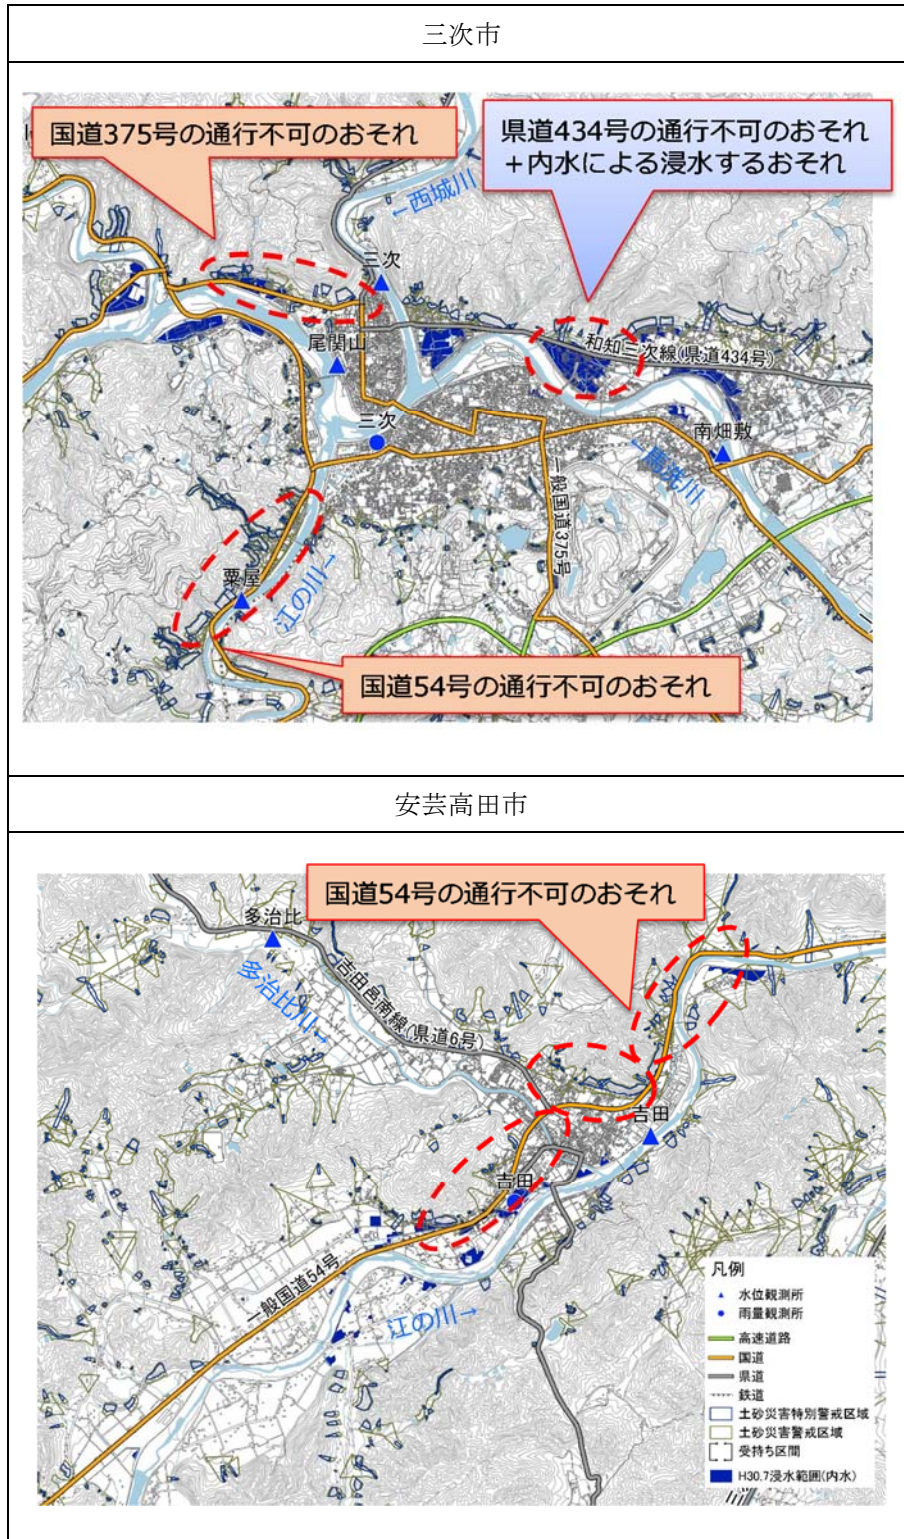 三次市
国道375号の通行不可のおそれ
県道434号の通行不可のおそれ
+内水による浸水するおそれ
←西城川
三次
尾関山
和知三次線(県道434号)
三次
南畑敷
←馬洗川
一般国道375号
粟屋
江の川→
国道54号の通行不可のおそれ
安芸高田市
国道54号の通行不可のおそれ
多治比
多治比川→
吉田邑南線(県道6号)
吉田
吉田
一般国道54号
江の川→
凡例
水位観測所
雨量観測所
高速道路
国道
県道
鉄道
土砂災害特別警戒区域
土砂災害警戒区域
受持ち区間
H30.7浸水範囲(内水)